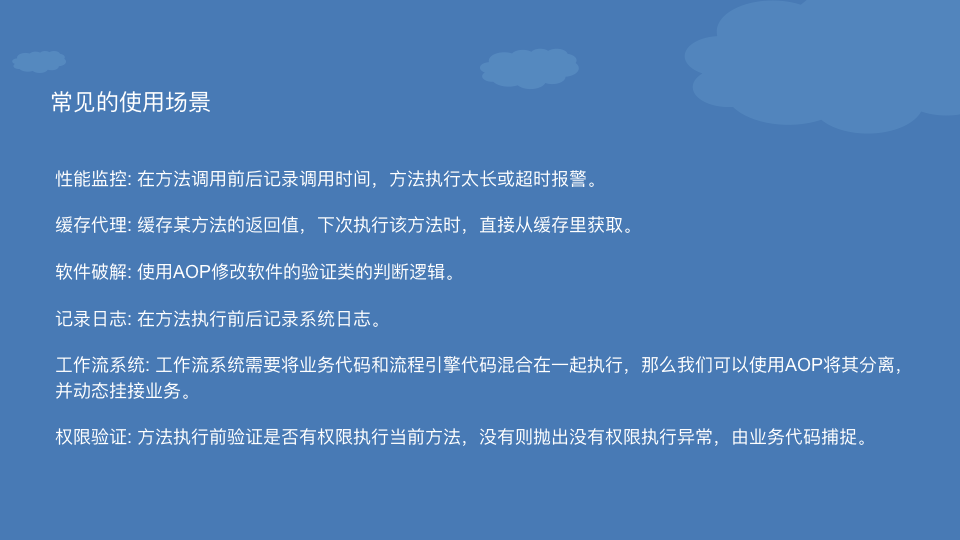 常见的使用场景
性能监控: 在方法调用前后记录调用时间，方法执行太长或超时报警。
缓存代理: 缓存某方法的返回值，下次执行该方法时，直接从缓存里获取。
软件破解: 使用AOP修改软件的验证类的判断逻辑。
记录日志: 在方法执行前后记录系统日志。
工作流系统: 工作流系统需要将业务代码和流程引擎代码混合在一起执行，那么我们可以使用AOP将其分离，
并动态挂接业务。
权限验证: 方法执行前验证是否有权限执行当前方法，没有则抛出没有权限执行异常，由业务代码捕捉。